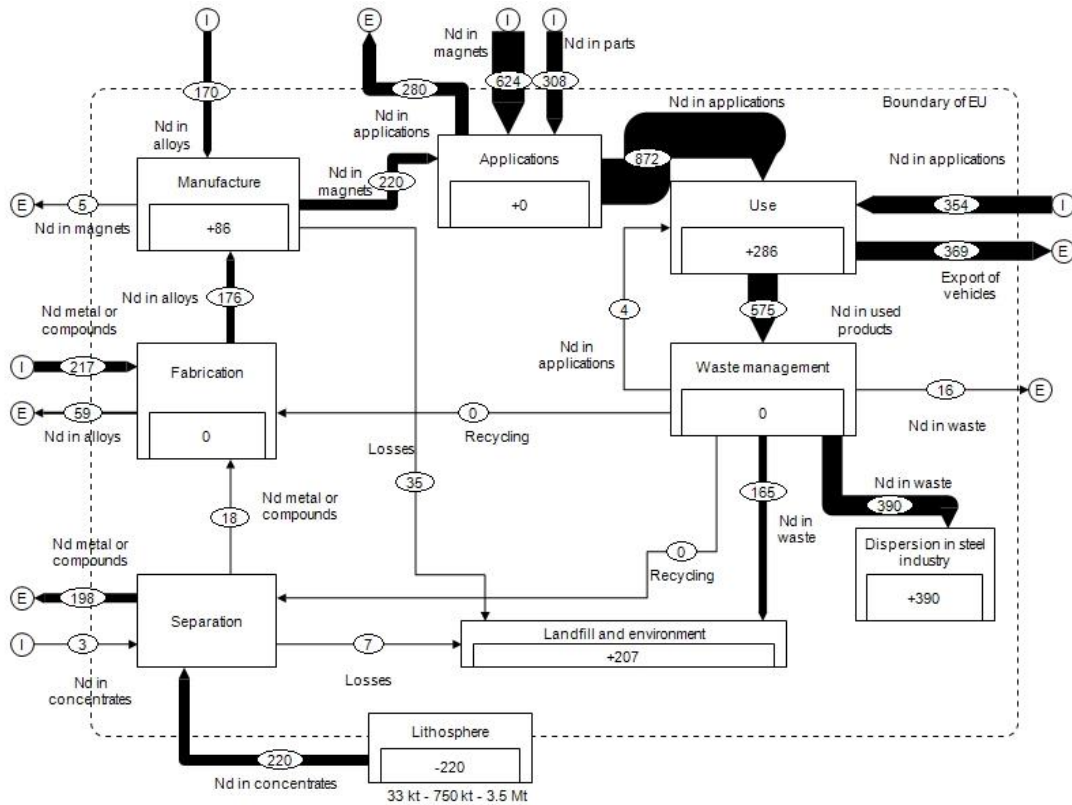 E
I
I
I
Nd in
magnets
Nd in parts
170
280
624
308
Nd in applications
Boundary of EU
Nd in
alloys
Nd in
applications
Applications
+0
872
Nd in applications
Manufacture
+86
Nd in
magnets
220
E
5
Nd in magnets
Use
+286
354
I
369
E
Export of
vehicles
Nd in alloys
176
4
575
Nd in used
products
Nd metal or
compounds
Nd in
applications
I
217
Fabrication
0
Waste management
0
16
E
Nd in waste
E
59
Nd in alloys
0
Recycling
Losses
35
165
Nd in waste
390
Nd metal or
compounds
18
Nd in
waste
Nd metal or
compounds
Dispersion in steel
industry
+390
0
Recycling
E
198
Separation
I
3
Nd in
concentrates
7
Losses
Landfill and environment
+207
Lithosphere
-220
220
Nd in concentrates
33 kt - 750 kt - 3.5 Mt